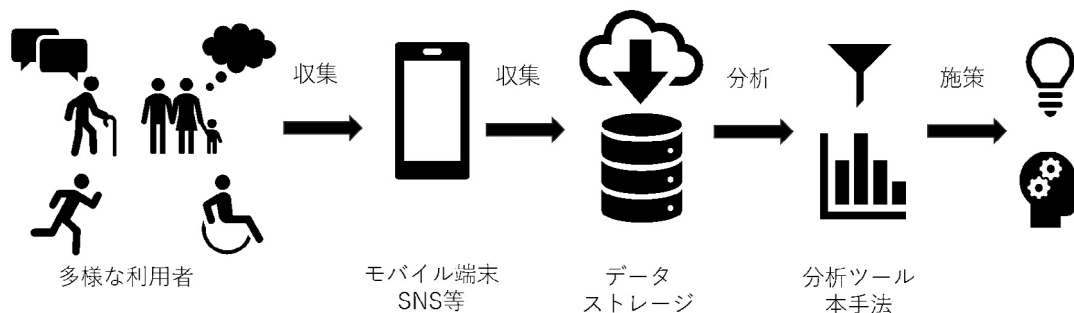 収集
収集
分析
施策
多様な利用者
モバイル端末
SNS等
データ
ストレージ
分析ツール
本手法